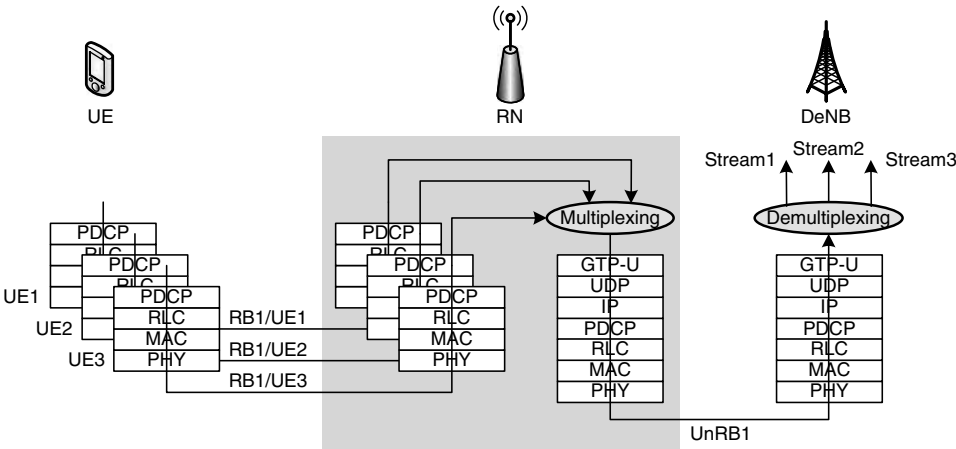 UE
RN
DeNB
Stream1
Stream2
Stream3
Multiplexing
Demultiplexing
PDCP
RLC
PDCP
RLC
PDCP
RLC
MAC
PHY
UE1
UE2
UE3
RB1/UE1
RB1/UE2
RB1/UE3
PDCP
RLC
PDCP
RLC
PDCP
RLC
MAC
PHY
GTP-U
UDP
IP
PDCP
RLC
MAC
PHY
GTP-U
UDP
IP
PDCP
RLC
MAC
PHY
UnRB1